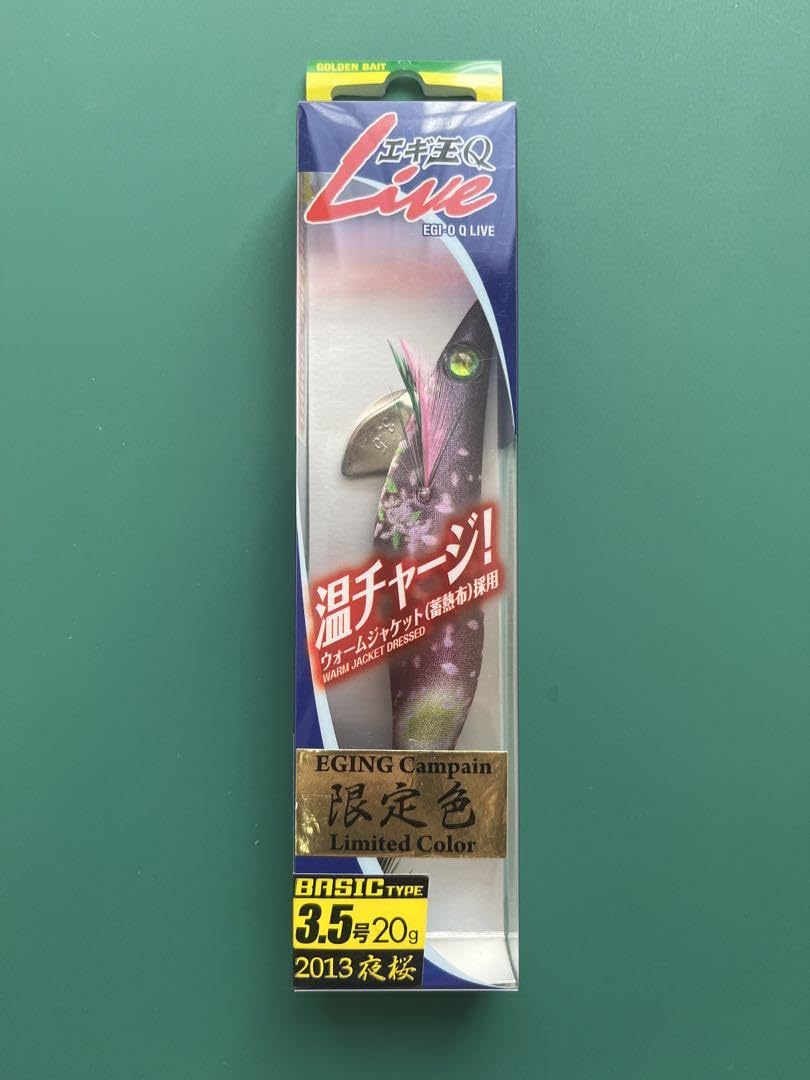 GOLDEN BAIT
エギ王Q
Live
EGI-O Q LIVE
3.5
温チャージ!
ウォームジャケット(蓄熱布)採用
WARM JACKET DRESSED
EGING Campain
限定色
Limited Color
BASIC TYPE
3.5号20g
2013 夜桜